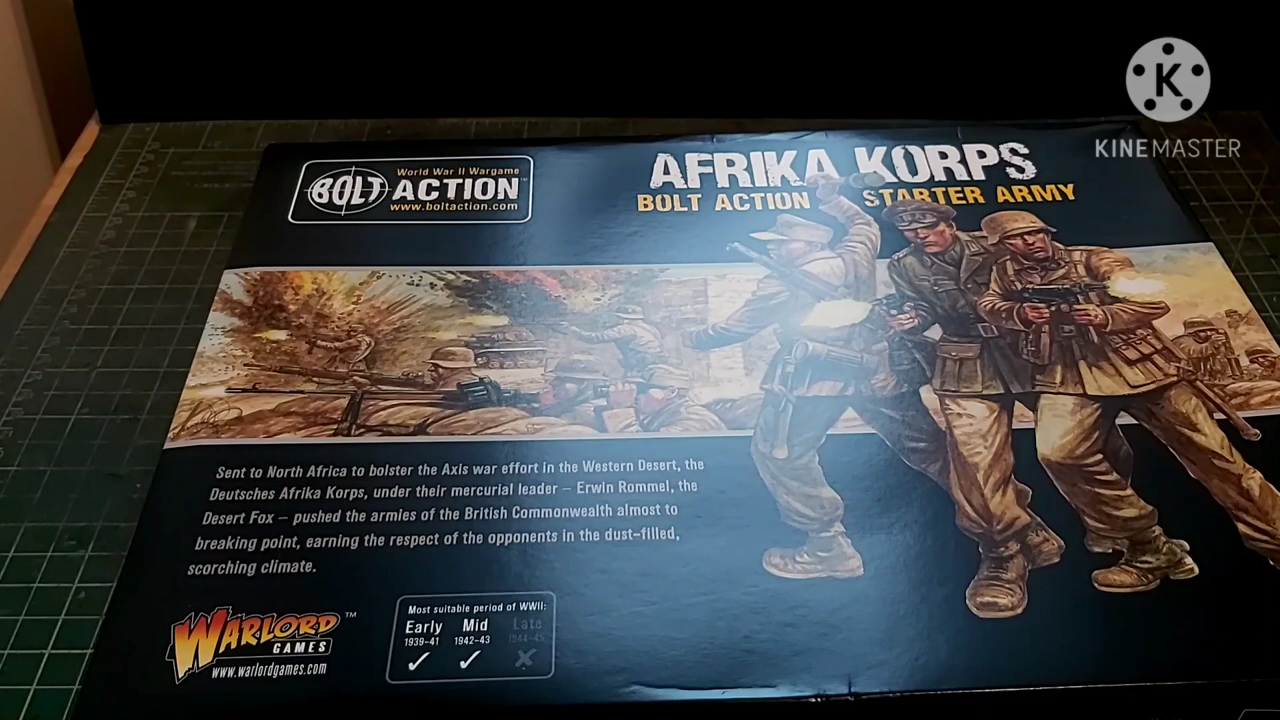 KINEMASTER
World War II Wargame
BOLT ACTION™
www.boltaction.com
AFRIKA KORPS
BOLT ACTION STARTER ARMY
Sent to North Africa to bolster the Axis war effort in the Western Desert, the
Deutsches Afrika Korps, under their mercurial leader – Erwin Rommel, the
Desert Fox – pushed the armies of the British Commonwealth almost to
breaking point, earning the respect of the opponents in the dust-filled,
scorching climate.
WARLORD™
GAMES
www.warlordgames.com
Most suitable period of WWII:
Early Mid Late
1939-41 1942-43 1944-45